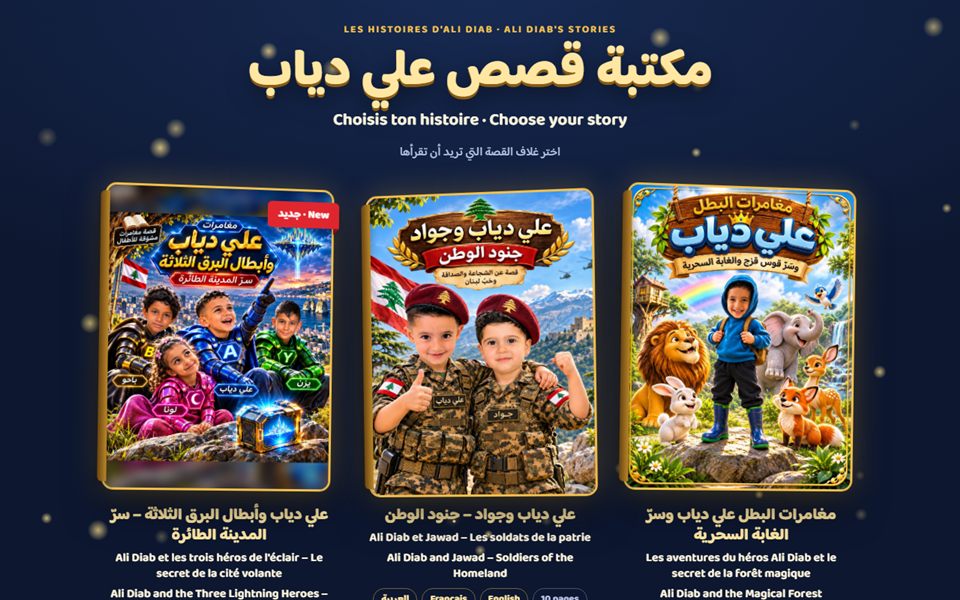 LES HISTOIRES D'ALI DIAB · ALI DIAB'S STORIES
مكتبة قصص علي دياب
Choisis ton histoire · Choose your story
اختر غلاف القصة التي تريد أن تقرأها
جديد · New
قصة مغامرات
مشوّقة للأطفال
مغامرات
علي دياب
وأبطال البرق الثلاثة
سرّ المدينة الطائرة
B
A
Y
باحو
لونا
علي دياب
يزن
علي دياب وجواد
جنود الوطن
قصة عن الشجاعة والصداقة
وحبّ لبنان
علي دياب
جواد
مغامرات البطل
علي دياب
وسرّ قوس قزح والغابة السحرية
علي دياب وأبطال البرق الثلاثة – سرّ
المدينة الطائرة
Ali Diab et les trois héros de l'éclair – Le
secret de la cité volante
Ali Diab and the Three Lightning Heroes –
علي دياب وجواد – جنود الوطن
Ali Diab et Jawad – Les soldats de la patrie
Ali Diab and Jawad – Soldiers of the
Homeland
العربية
Français
English
10 pages
مغامرات البطل علي دياب وسرّ
الغابة السحرية
Les aventures du héros Ali Diab et le
secret de la forêt magique
Ali Diab and the Magical Forest